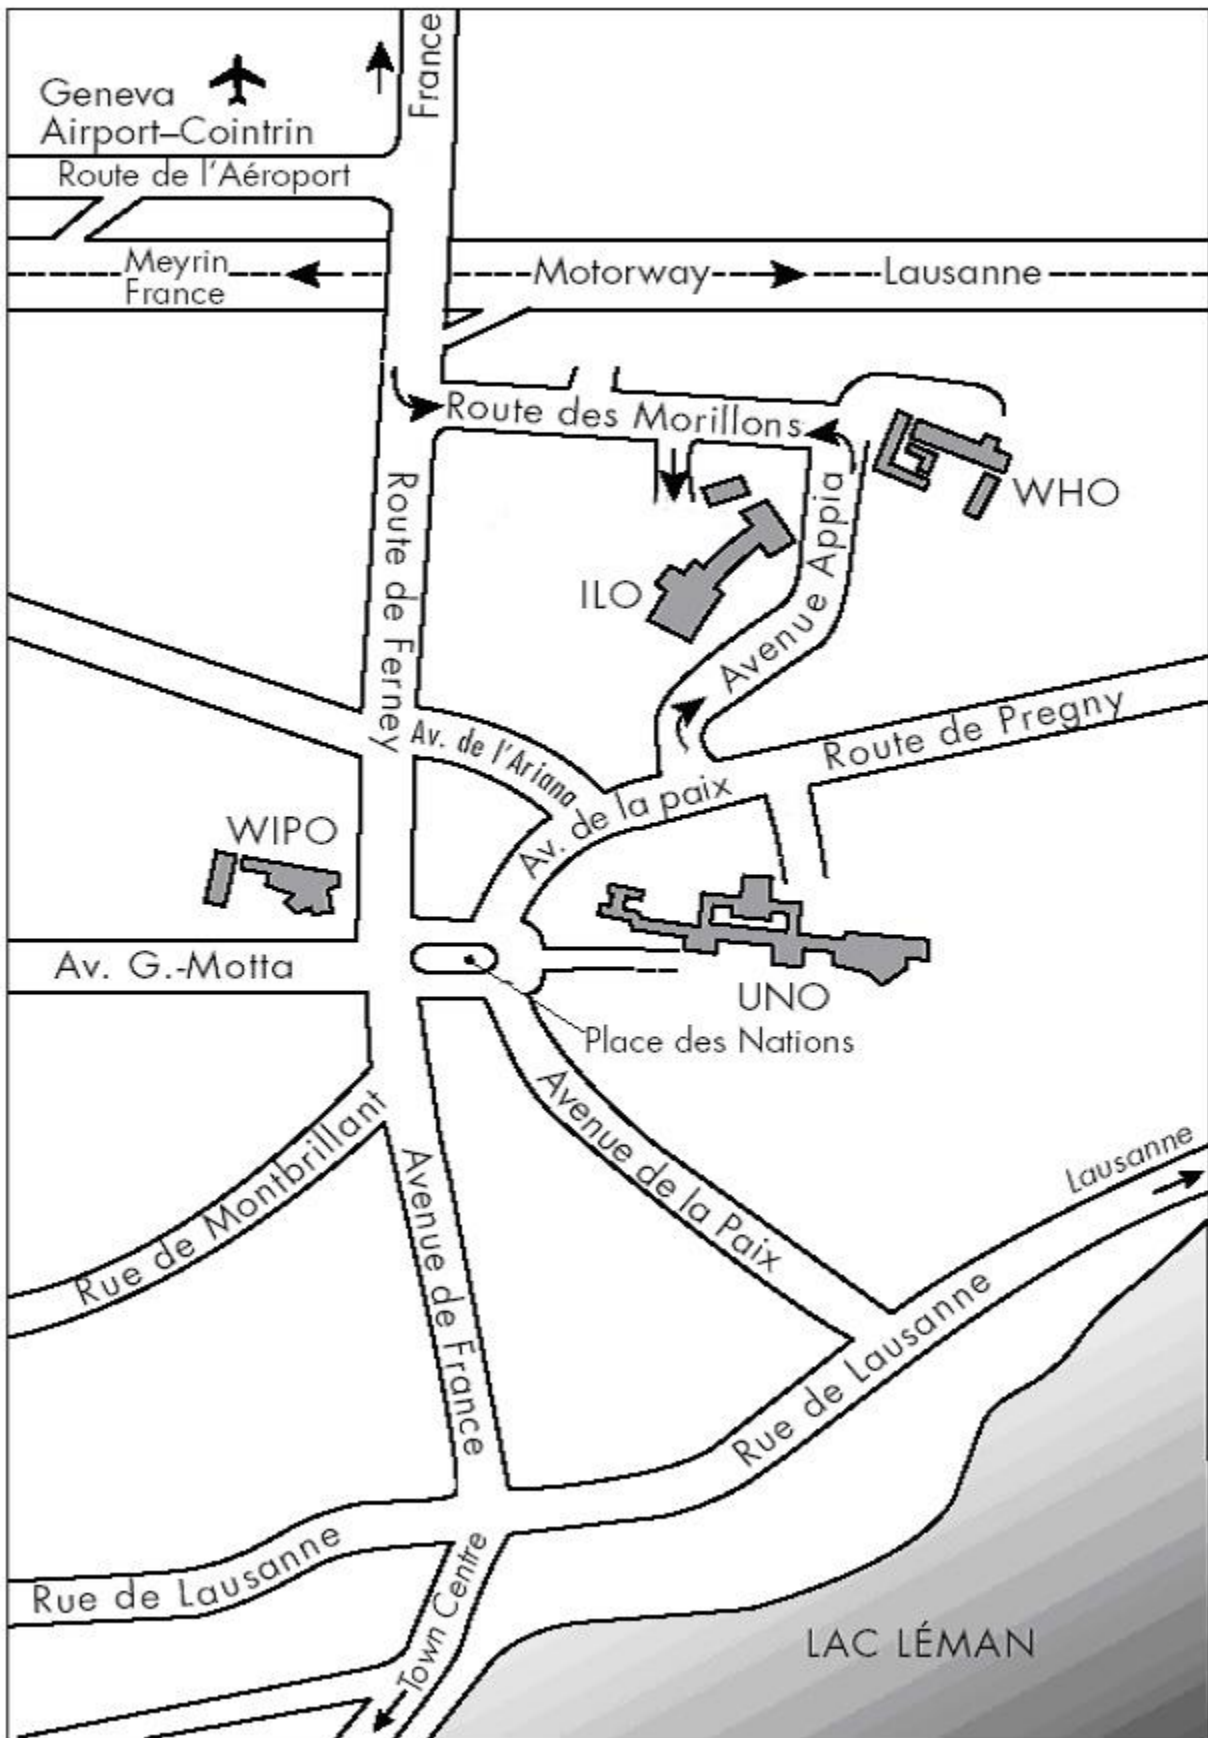 France
Geneva
Airport–Cointrin
Route de l'Aéroport
Meyrin
France
Motorway
Lausanne
Route des Morillons
WHO
Route de Ferney
ILO
Avenue Appia
Av. de l'Ariana
Route de Pregny
Av. de la paix
WIPO
Av. G.-Motta
UNO
Place des Nations
Avenue de la Paix
Rue de Montbrillant
Avenue de France
Lausanne
Rue de Lausanne
Rue de Lausanne
Town Centre
LAC LÉMAN